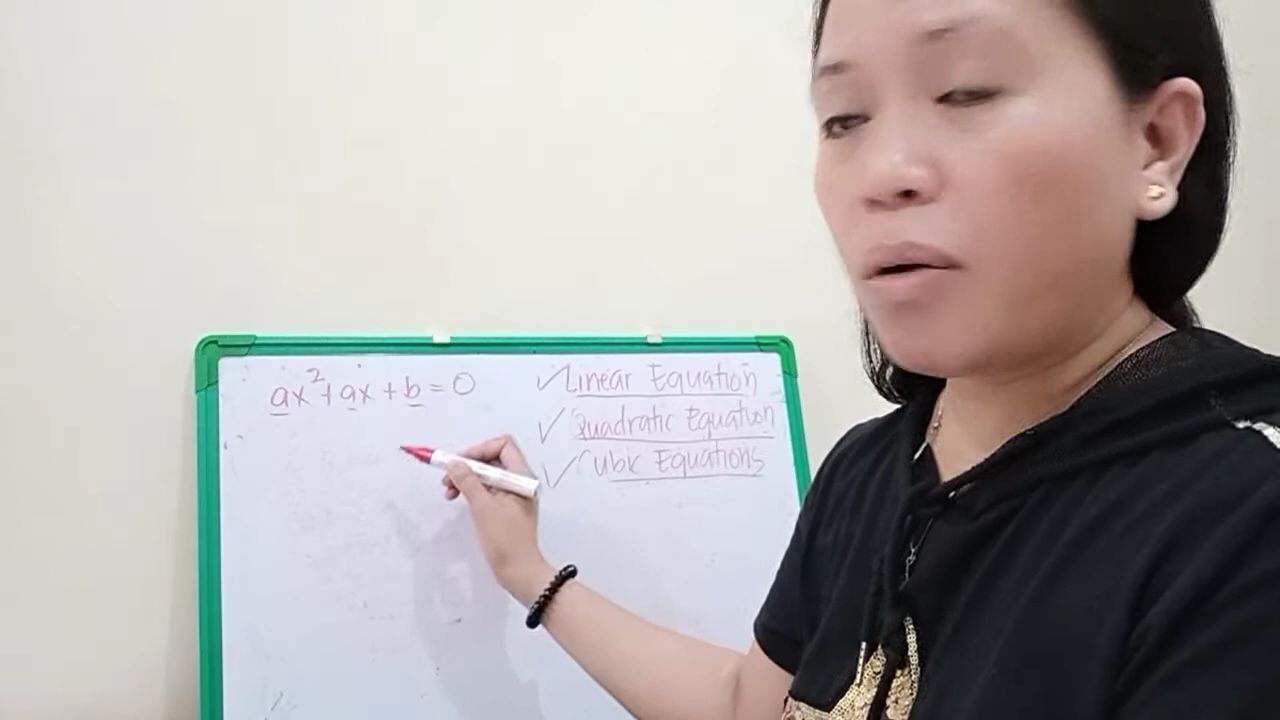 ax²+ax+b=0
✓Linear Equation
✓Quadratic Equation
✓Cubic Equations